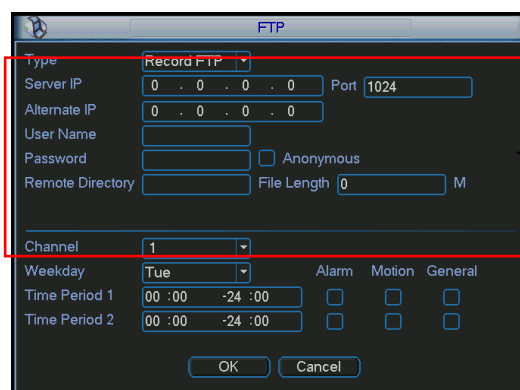 FTP
Type Record FTP
Server IP 0 . 0 . 0 . 0 Port 1024
Alternate IP 0 . 0 . 0 . 0
User Name
Password Anonymous
Remote Directory File Length 0 M
Channel 1
Weekday Tue Alarm Motion General
Time Period 1 00 :00 -24 :00
Time Period 2 00 :00 -24 :00
OK Cancel